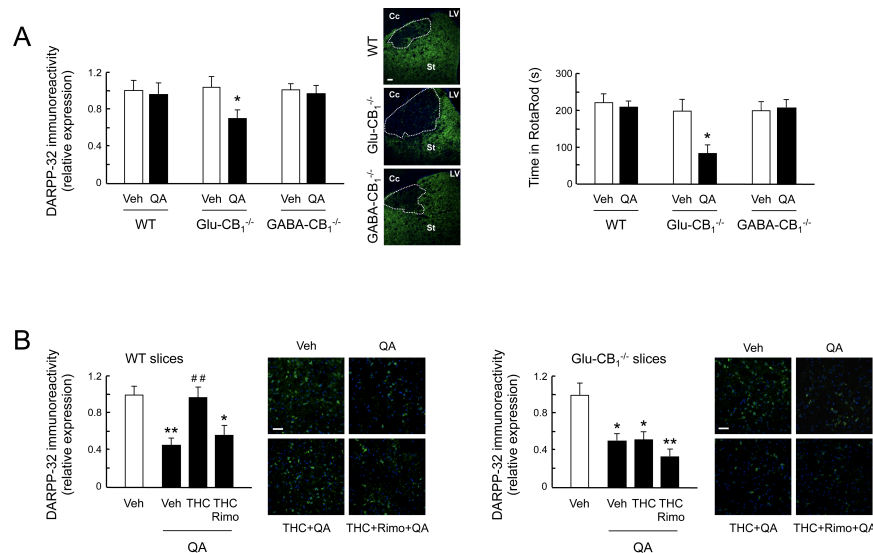 A
DARPP-32 immunoreactivity
(relative expression)
1.2
0.8
0.4
0
*
Veh QA Veh QA Veh QA
WT Glu-CB1-/- GABA-CB1-/-
WT
Cc LV
St
Glu-CB1-/-
Cc LV
St
GABA-CB1-/-
Cc LV
St
Time in RotaRod (s)
300
200
100
0
*
Veh QA Veh QA Veh QA
WT Glu-CB1-/- GABA-CB1-/-
B
DARPP-32 immunoreactivity
(relative expression)
WT slices
1.2
0.8
0.4
0
**
##
*
Veh Veh THC THC
Rimo
QA
Veh QA
THC+QA THC+Rimo+QA
DARPP-32 immunoreactivity
(relative expression)
Glu-CB1-/- slices
1.2
0.8
0.4
0
*
*
**
Veh Veh THC THC
Rimo
QA
Veh QA
THC+QA THC+Rimo+QA